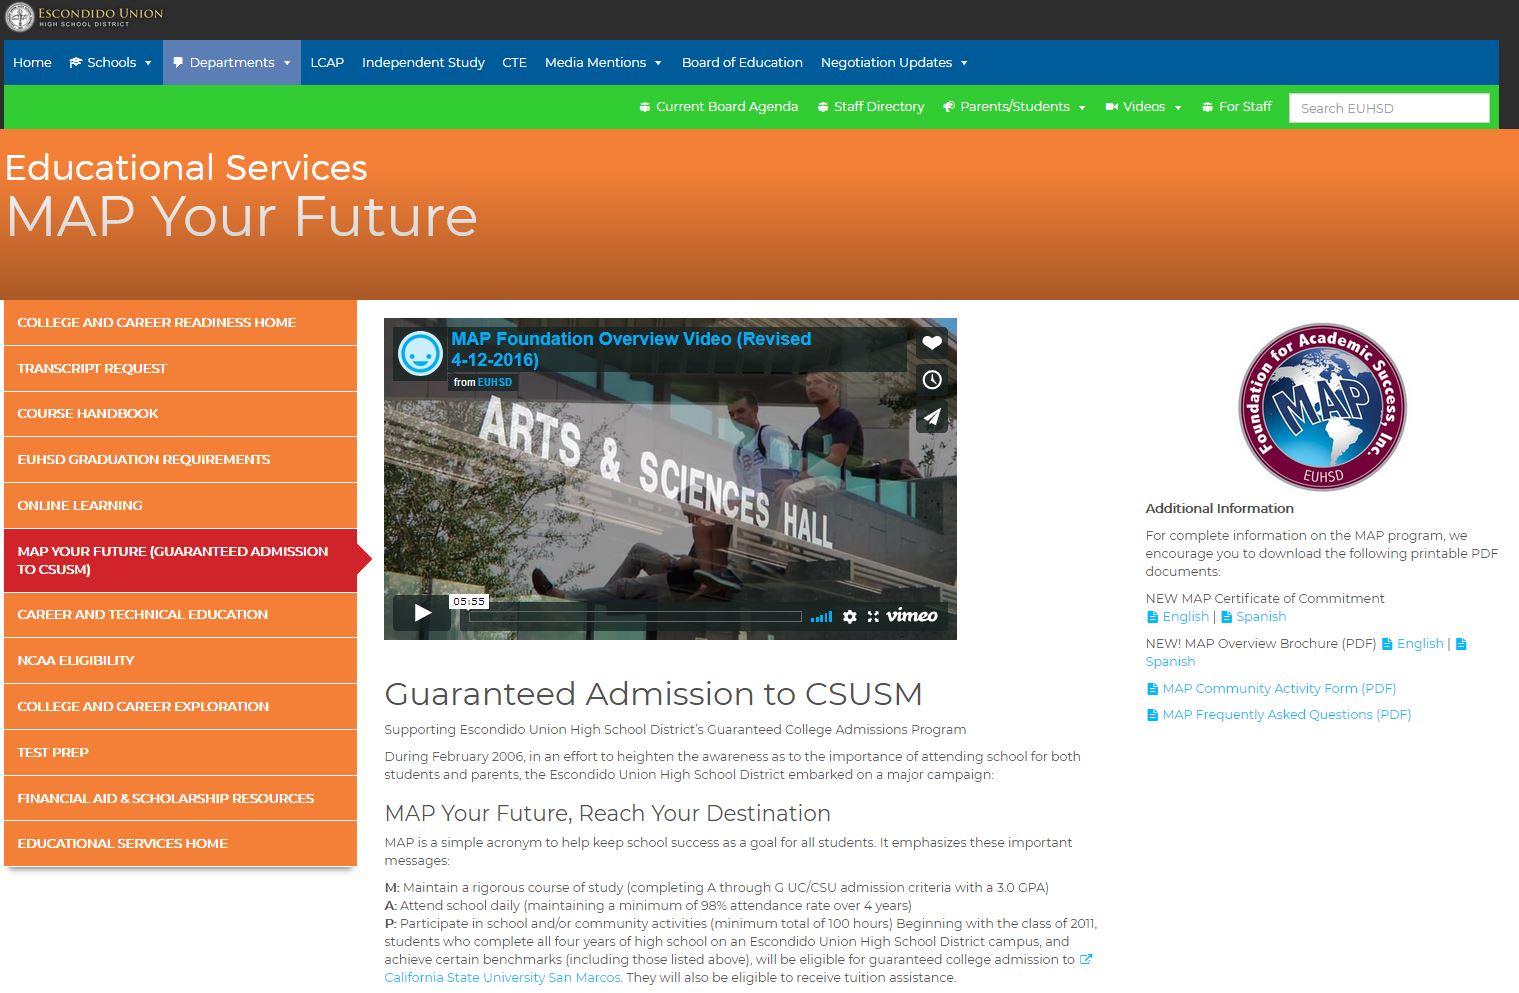 ESCONDIDO UNION
HIGH SCHOOL DISTRICT
Home Schools Departments LCAP Independent Study CTE Media Mentions Board of Education Negotiation Updates
Current Board Agenda Staff Directory Parents/Students Videos For Staff Search EUHSD
Educational Services
MAP Your Future
COLLEGE AND CAREER READINESS HOME
TRANSCRIPT REQUEST
COURSE HANDBOOK
EUHSD GRADUATION REQUIREMENTS
ONLINE LEARNING
MAP YOUR FUTURE (GUARANTEED ADMISSION
TO CSUSM)
CAREER AND TECHNICAL EDUCATION
NCAA ELIGIBILITY
COLLEGE AND CAREER EXPLORATION
TEST PREP
FINANCIAL AID & SCHOLARSHIP RESOURCES
EDUCATIONAL SERVICES HOME
MAP Foundation Overview Video (Revised
4-12-2016)
from EUHSD
ARTS & SCIENCES HALL
05:55
vimeo
Guaranteed Admission to CSUSM
Supporting Escondido Union High School District's Guaranteed College Admissions Program
During February 2006, in an effort to heighten the awareness as to the importance of attending school for both
students and parents, the Escondido Union High School District embarked on a major campaign:
MAP Your Future, Reach Your Destination
MAP is a simple acronym to help keep school success as a goal for all students. It emphasizes these important
messages:
M: Maintain a rigorous course of study (completing A through G UC/CSU admission criteria with a 3.0 GPA)
A: Attend school daily (maintaining a minimum of 98% attendance rate over 4 years)
P: Participate in school and/or community activities (minimum total of 100 hours) Beginning with the class of 2011,
students who complete all four years of high school on an Escondido Union High School District campus, and
achieve certain benchmarks (including those listed above), will be eligible for guaranteed college admission to
California State University San Marcos. They will also be eligible to receive tuition assistance.
Foundation for Academic Success, Inc.
MAP
EUHSD
Additional Information
For complete information on the MAP program, we
encourage you to download the following printable PDF
documents:
NEW MAP Certificate of Commitment
English | Spanish
NEW! MAP Overview Brochure (PDF) English |
Spanish
MAP Community Activity Form (PDF)
MAP Frequently Asked Questions (PDF)